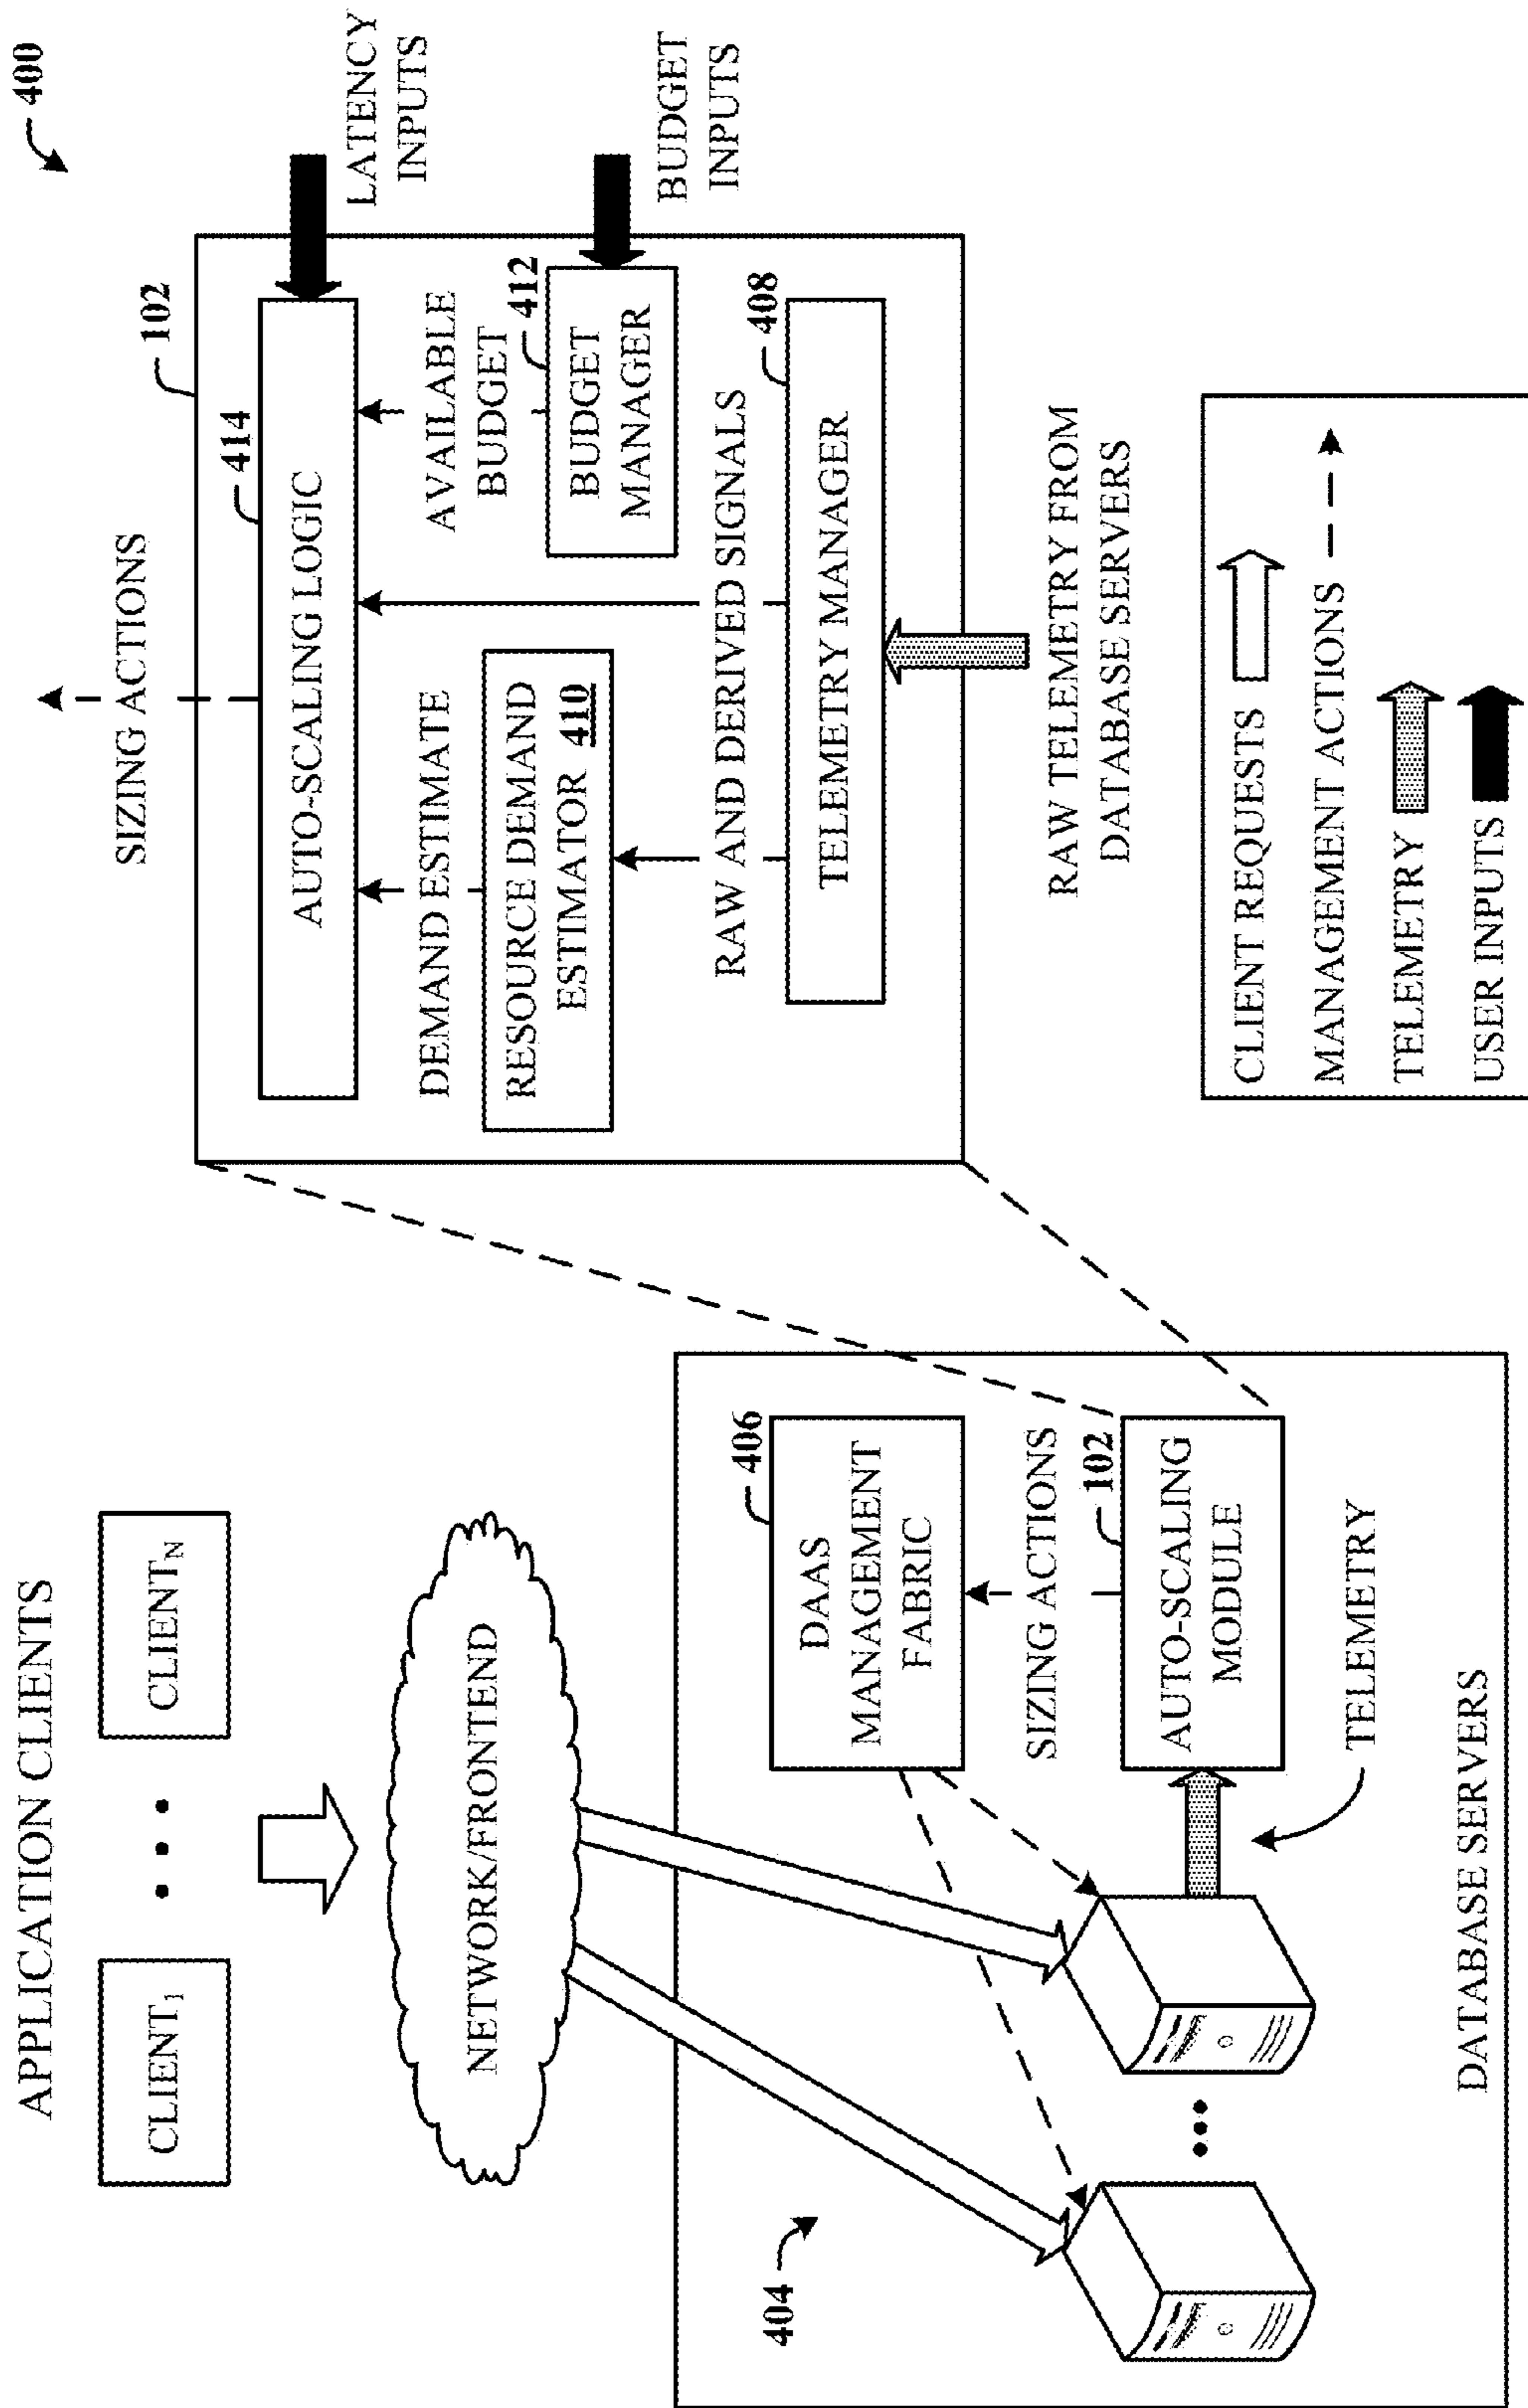 400
APPLICATION CLIENTS
CLIENT1
CLIENTN
NETWORK/FRONTEND
404
DAAS
MANAGEMENT
FABRIC
406
SIZING ACTIONS
102
AUTO-SCALING
MODULE
TELEMETRY
DATABASE SERVERS
SIZING ACTIONS
102
414
AUTO-SCALING LOGIC
LATENCY
INPUTS
DEMAND ESTIMATE
AVAILABLE
BUDGET
412
RESOURCE DEMAND
ESTIMATOR 410
BUDGET
MANAGER
BUDGET
INPUTS
RAW AND DERIVED SIGNALS
408
TELEMETRY MANAGER
RAW TELEMETRY FROM
DATABASE SERVERS
CLIENT REQUESTS
MANAGEMENT ACTIONS
TELEMETRY
USER INPUTS